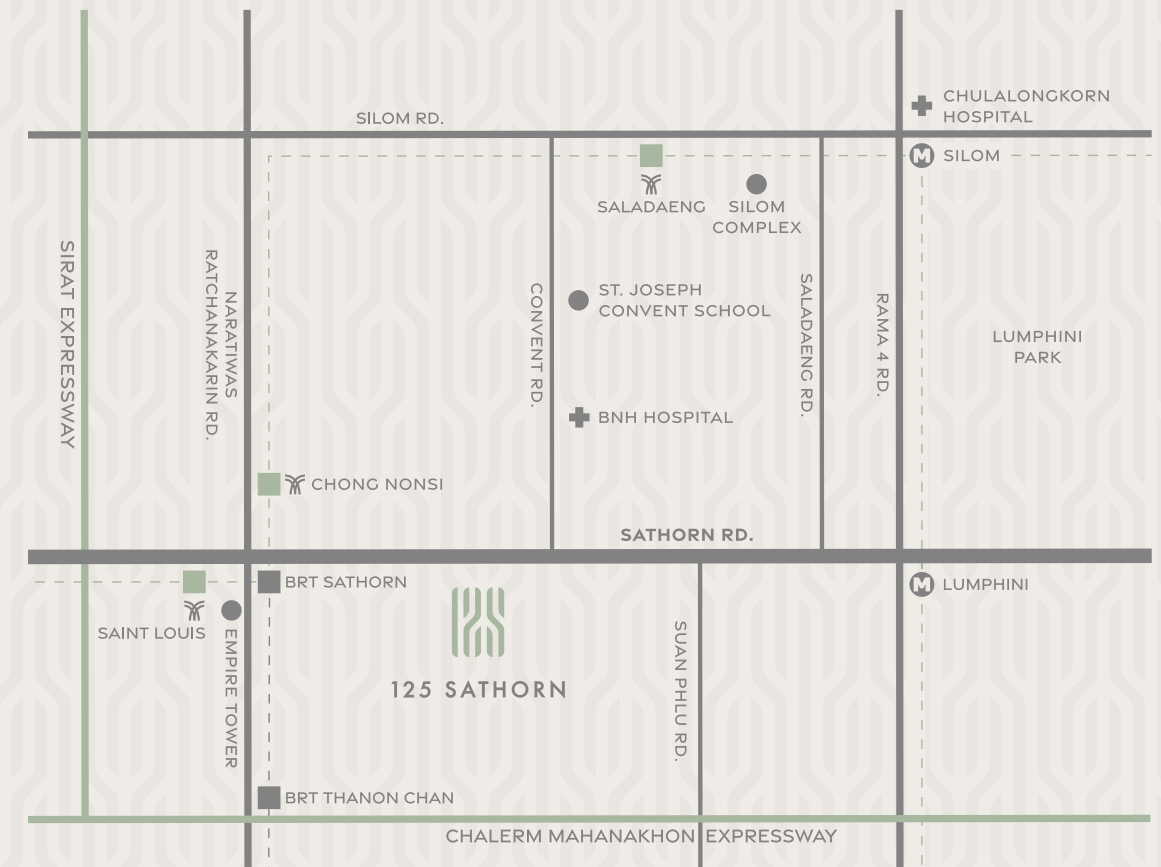 CHULALONGKORN
HOSPITAL
SILOM RD.
M SILOM
SALADAENG
SILOM
COMPLEX
SIRAT EXPRESSWAY
NARATIWAS
RATCHANAKARIN RD.
CONVENT RD.
ST. JOSEPH
CONVENT SCHOOL
SALADAENG RD.
RAMA 4 RD.
LUMPHINI
PARK
BNH HOSPITAL
CHONG NONSI
SATHORN RD.
BRT SATHORN
M LUMPHINI
SAINT LOUIS
EMPIRE TOWER
125 SATHORN
SUAN PHLU RD.
BRT THANON CHAN
CHALERM MAHANAKHON EXPRESSWAY